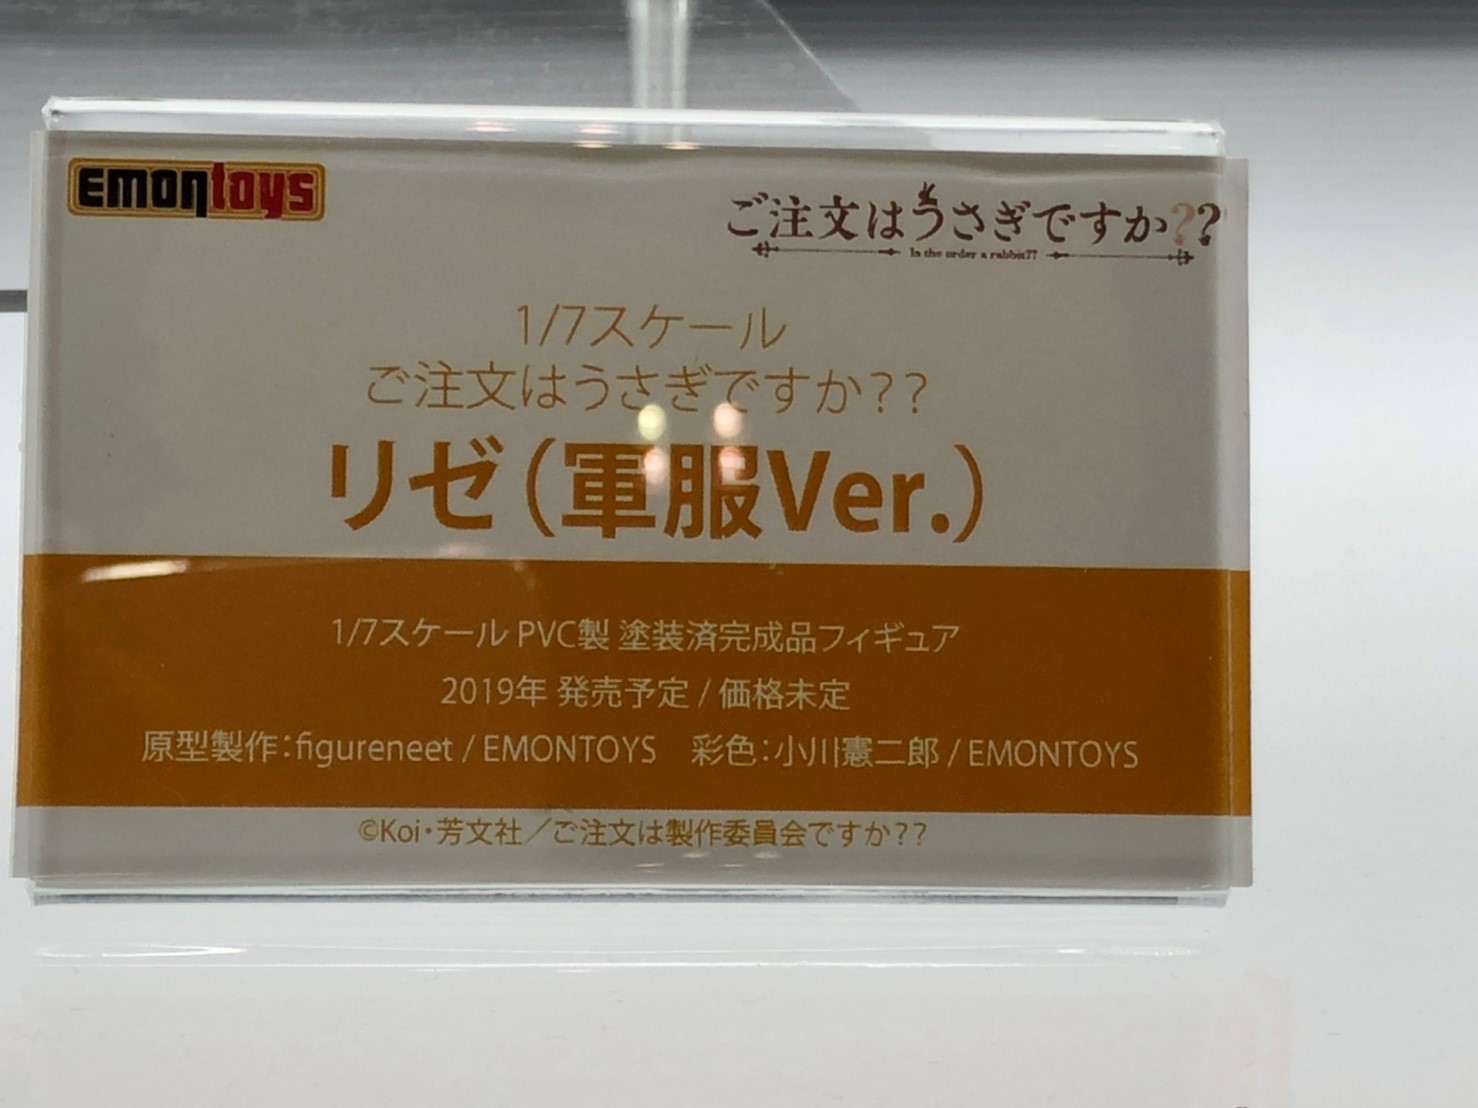 Emontoys
ご注文はうさぎですか??
Is the order a rabbit??
1/7スケール
ご注文はうさぎですか??
リゼ（軍服Ver.）
1/7スケール PVC製 塗装済完成品フィギュア
2019年 発売予定 / 価格未定
原型製作：figureneet / EMONTOYS　彩色：小川憲二郎 / EMONTOYS
©Koi・芳文社／ご注文は製作委員会ですか??